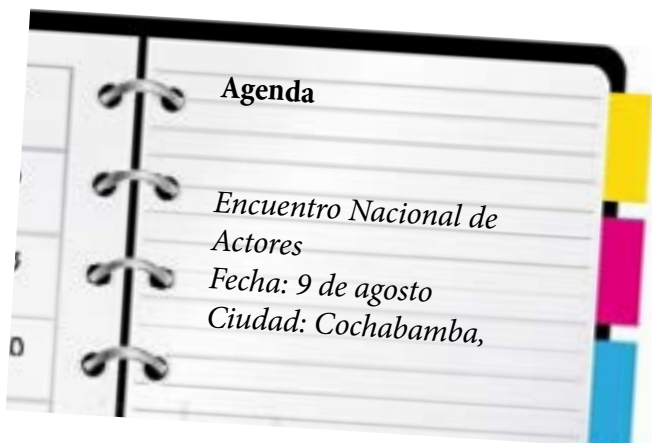 Agenda
Encuentro Nacional de
Actores
Fecha: 9 de agosto
Ciudad: Cochabamba,